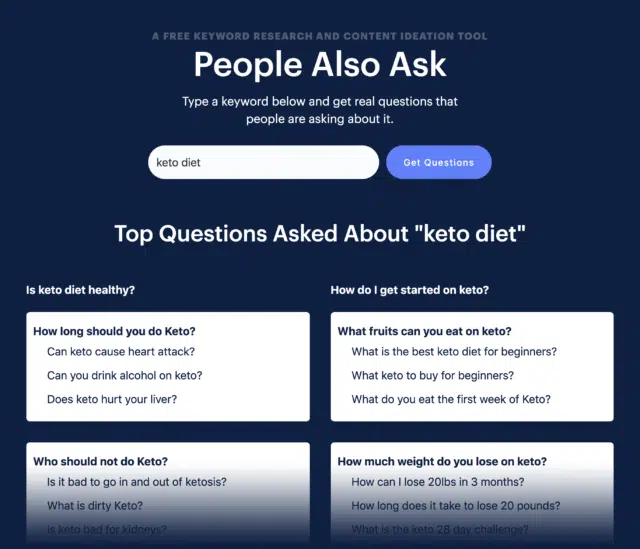 A FREE KEYWORD RESEARCH AND CONTENT IDEATION TOOL
People Also Ask
Type a keyword below and get real questions that
people are asking about it.
keto diet
Get Questions
Top Questions Asked About "keto diet"
Is keto diet healthy?
How long should you do Keto?
Can keto cause heart attack?
Can you drink alcohol on keto?
Does keto hurt your liver?
Who should not do Keto?
Is it bad to go in and out of ketosis?
What is dirty Keto?
Is keto bad for kidneys?
How do I get started on keto?
What fruits can you eat on keto?
What is the best keto diet for beginners?
What keto to buy for beginners?
What do you eat the first week of Keto?
How much weight do you lose on keto?
How can I lose 20lbs in 3 months?
How long does it take to lose 20 pounds?
What is the keto 28 day challenge?